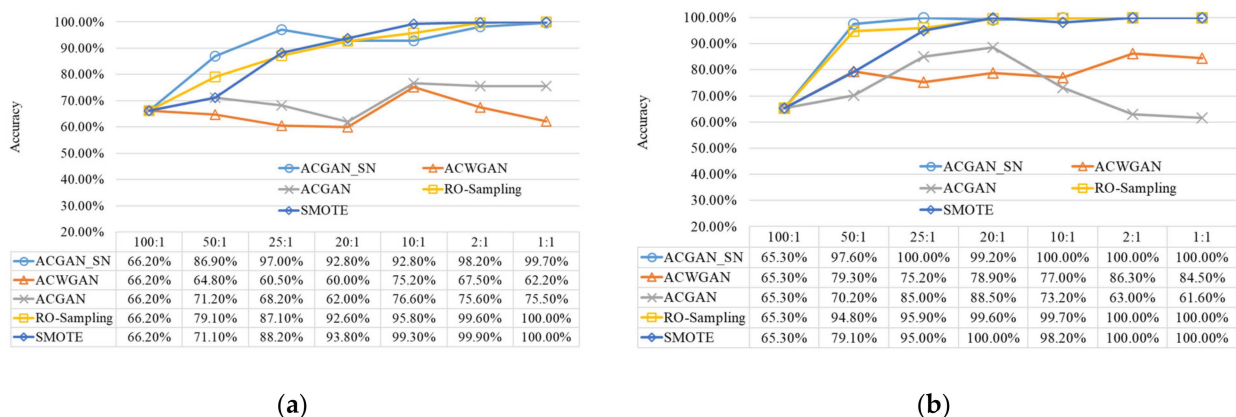 100.00%
90.00%
80.00%
70.00%
60.00%
50.00%
40.00%
30.00%
20.00%
Accuracy
ACGAN_SN ACWGAN
ACGAN RO-Sampling
SMOTE
100:1 50:1 25:1 20:1 10:1 2:1 1:1
ACGAN_SN 66.20% 86.90% 97.00% 92.80% 92.80% 98.20% 99.70%
ACWGAN 66.20% 64.80% 60.50% 60.00% 75.20% 67.50% 62.20%
ACGAN 66.20% 71.20% 68.20% 62.00% 76.60% 75.60% 75.50%
RO-Sampling 66.20% 79.10% 87.10% 92.60% 95.80% 99.60% 100.00%
SMOTE 66.20% 71.10% 88.20% 93.80% 99.30% 99.90% 100.00%
(a)
100.00%
90.00%
80.00%
70.00%
60.00%
50.00%
40.00%
30.00%
20.00%
Accuracy
ACGAN_SN ACWGAN
ACGAN RO-Sampling
SMOTE
100:1 50:1 25:1 20:1 10:1 2:1 1:1
ACGAN_SN 65.30% 97.60% 100.00% 99.20% 100.00% 100.00% 100.00%
ACWGAN 65.30% 79.30% 75.20% 78.90% 77.00% 86.30% 84.50%
ACGAN 65.30% 70.20% 85.00% 88.50% 73.20% 63.00% 61.60%
RO-Sampling 65.30% 94.80% 95.90% 99.60% 99.70% 100.00% 100.00%
SMOTE 65.30% 79.10% 95.00% 100.00% 98.20% 100.00% 100.00%
(b)